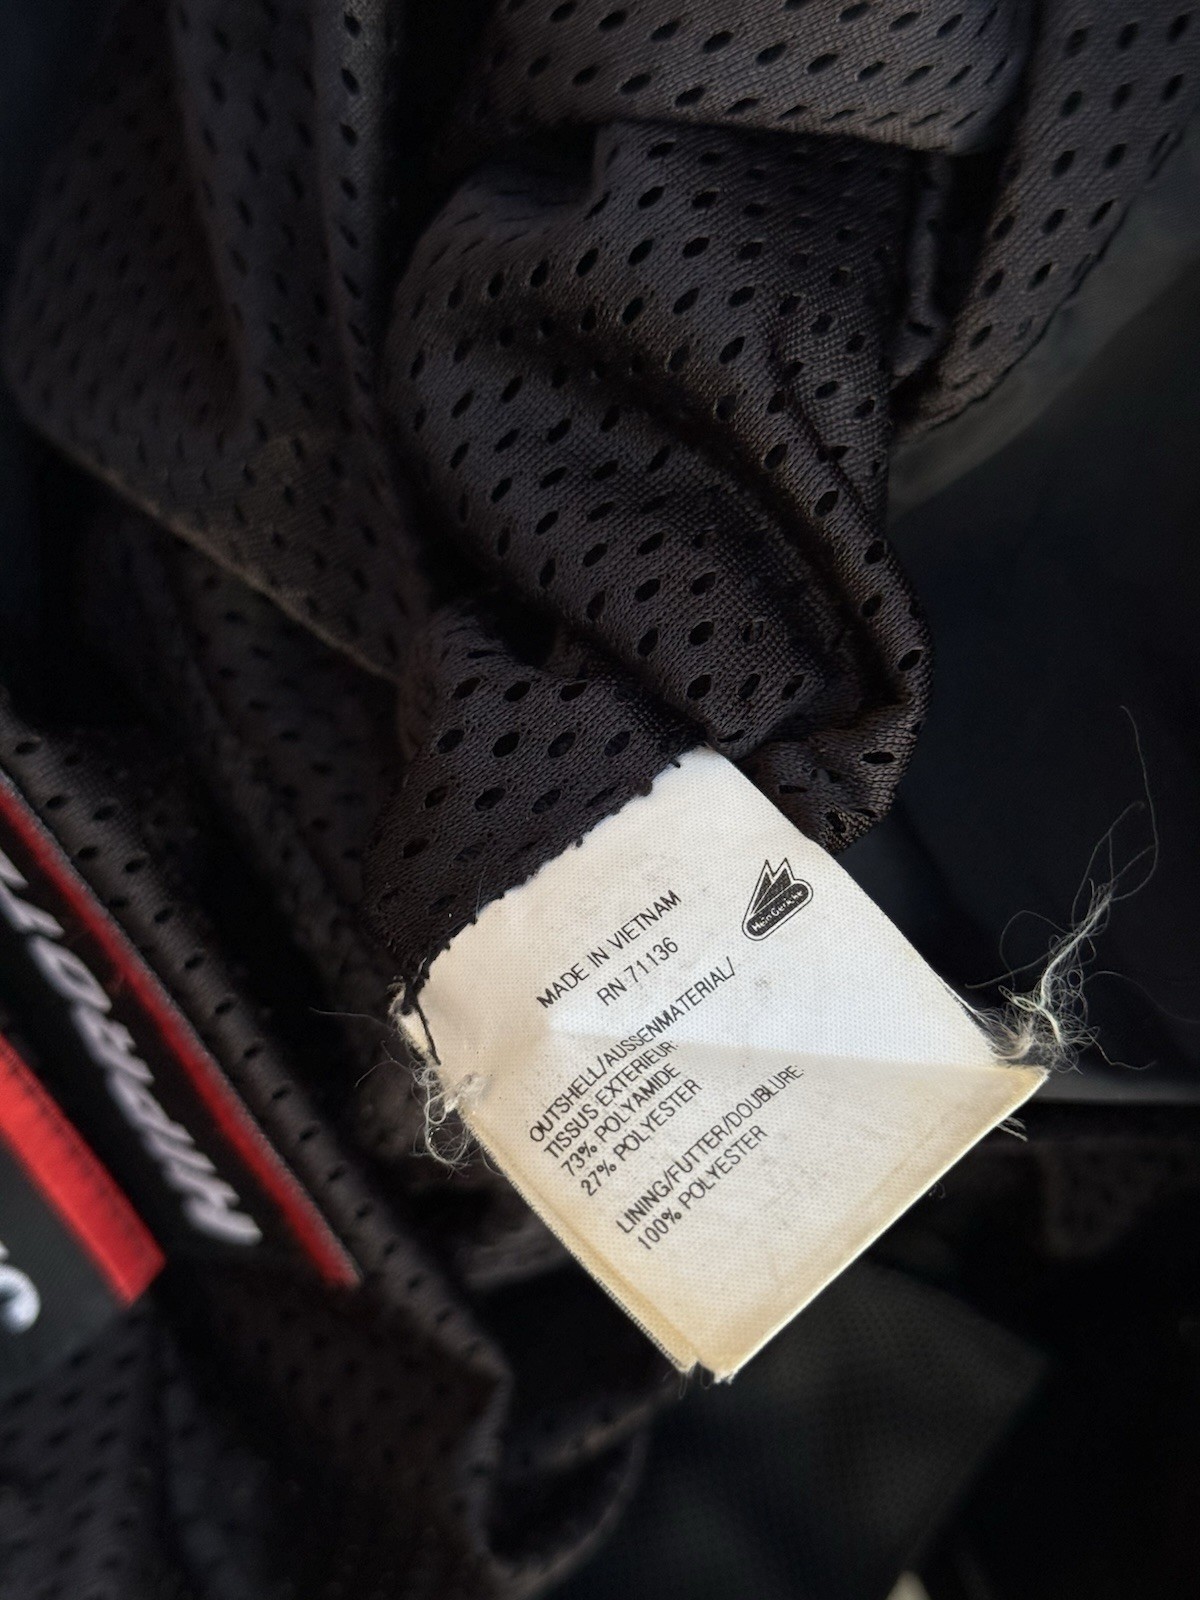 MADE IN VIETNAM
RN 71136
OUTSHELL/AUSSENMATERIAL/
TISSUS EXTERIEUR:
73% POLYAMIDE
27% POLYESTER
LINING/FUTTER/DOUBLURE:
100% POLYESTER